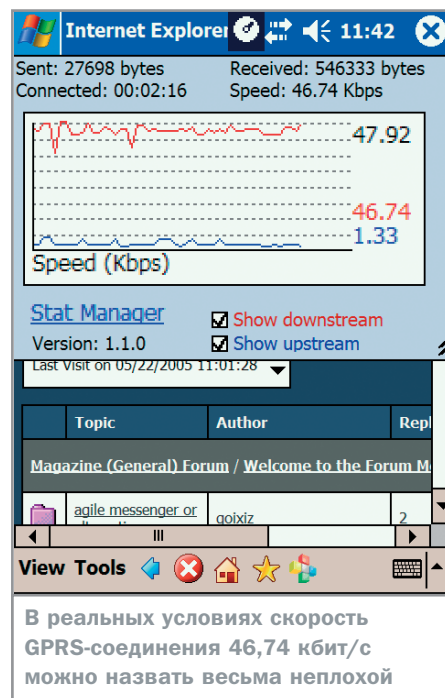 Internet Explorer 11:42
Sent: 27698 bytes Received: 546333 bytes
Connected: 00:02:16 Speed: 46.74 Kbps
47.92
46.74
1.33
Speed (Kbps)
Stat Manager Show downstream
Version: 1.1.0 Show upstream
Last Visit on 05/22/2005 11:01:28
Topic Author Repl
Magazine (General) Forum / Welcome to the Forum M
agile messenger or goixiz 2
View Tools
В реальных условиях скорость
GPRS-соединения 46,74 кбит/с
можно назвать весьма неплохой